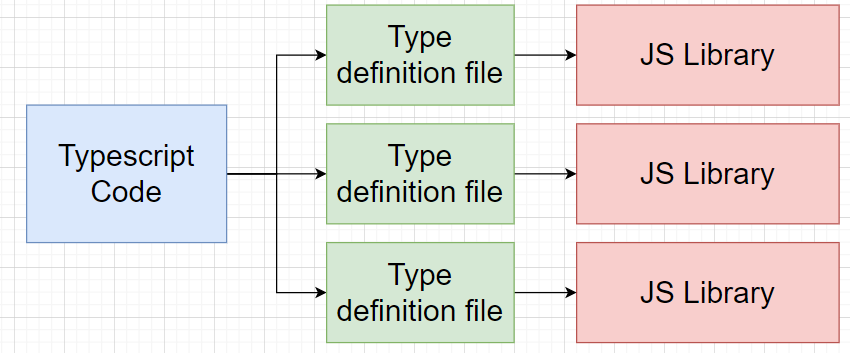 Type
definition file
JS Library
Typescript
Code
Type
definition file
JS Library
Type
definition file
JS Library